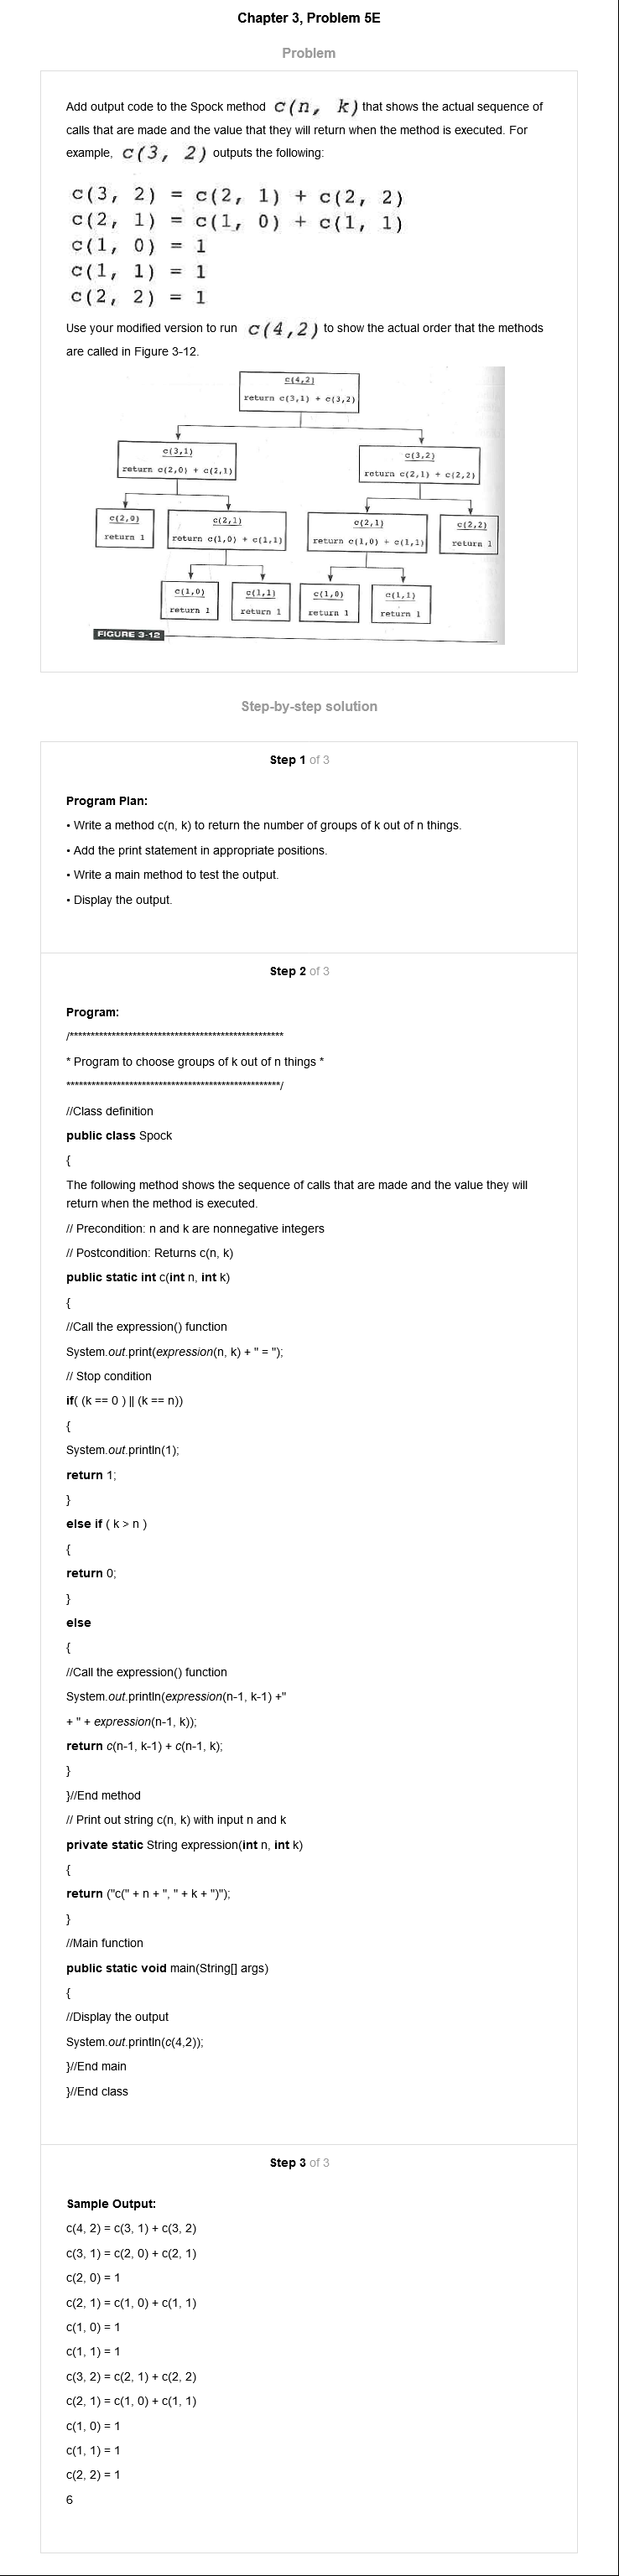 Chapter 3, Problem 5E
Problem
Add output code to the Spock method c(n, k) that shows the actual sequence of
calls that are made and the value that they will return when the method is executed. For
example, c(3, 2) outputs the following:
c(3, 2) = c(2, 1) + c(2, 2)
c(2, 1) = c(1, 0) + c(1, 1)
c(1, 0) = 1
c(1, 1) = 1
c(2, 2) = 1
Use your modified version to run c(4,2) to show the actual order that the methods
are called in Figure 3-12.
c(4,2)
return c(3,1) + c(3,2)
c(3,1)
return c(2,0) + c(2,1)
c(3,2)
return c(2,1) + c(2,2)
c(2,0)
return 1
c(2,1)
return c(1,0) + c(1,1)
c(2,1)
return c(1,0) + c(1,1)
c(2,2)
return 1
c(1,0)
return 1
c(1,1)
return 1
c(1,0)
return 1
c(1,1)
return 1
FIGURE 3-12
Step-by-step solution
Step 1 of 3
Program Plan:
• Write a method c(n, k) to return the number of groups of k out of n things.
• Add the print statement in appropriate positions.
• Write a main method to test the output.
• Display the output.
Step 2 of 3
Program:
/***************************************************
* Program to choose groups of k out of n things *
***************************************************/
//Class definition
public class Spock
{
The following method shows the sequence of calls that are made and the value they will
return when the method is executed.
// Precondition: n and k are nonnegative integers
// Postcondition: Returns c(n, k)
public static int c(int n, int k)
{
//Call the expression() function
System.out.print(expression(n, k) + " = ");
// Stop condition
if( (k == 0 ) || (k == n))
{
System.out.println(1);
return 1;
}
else if ( k > n )
{
return 0;
}
else
{
//Call the expression() function
System.out.println(expression(n-1, k-1) +"
+ " + expression(n-1, k));
return c(n-1, k-1) + c(n-1, k);
}
}//End method
// Print out string c(n, k) with input n and k
private static String expression(int n, int k)
{
return ("c(" + n + ", " + k + ")");
}
//Main function
public static void main(String[] args)
{
//Display the output
System.out.println(c(4,2));
}//End main
}//End class
Step 3 of 3
Sample Output:
c(4, 2) = c(3, 1) + c(3, 2)
c(3, 1) = c(2, 0) + c(2, 1)
c(2, 0) = 1
c(2, 1) = c(1, 0) + c(1, 1)
c(1, 0) = 1
c(1, 1) = 1
c(3, 2) = c(2, 1) + c(2, 2)
c(2, 1) = c(1, 0) + c(1, 1)
c(1, 0) = 1
c(1, 1) = 1
c(2, 2) = 1
6